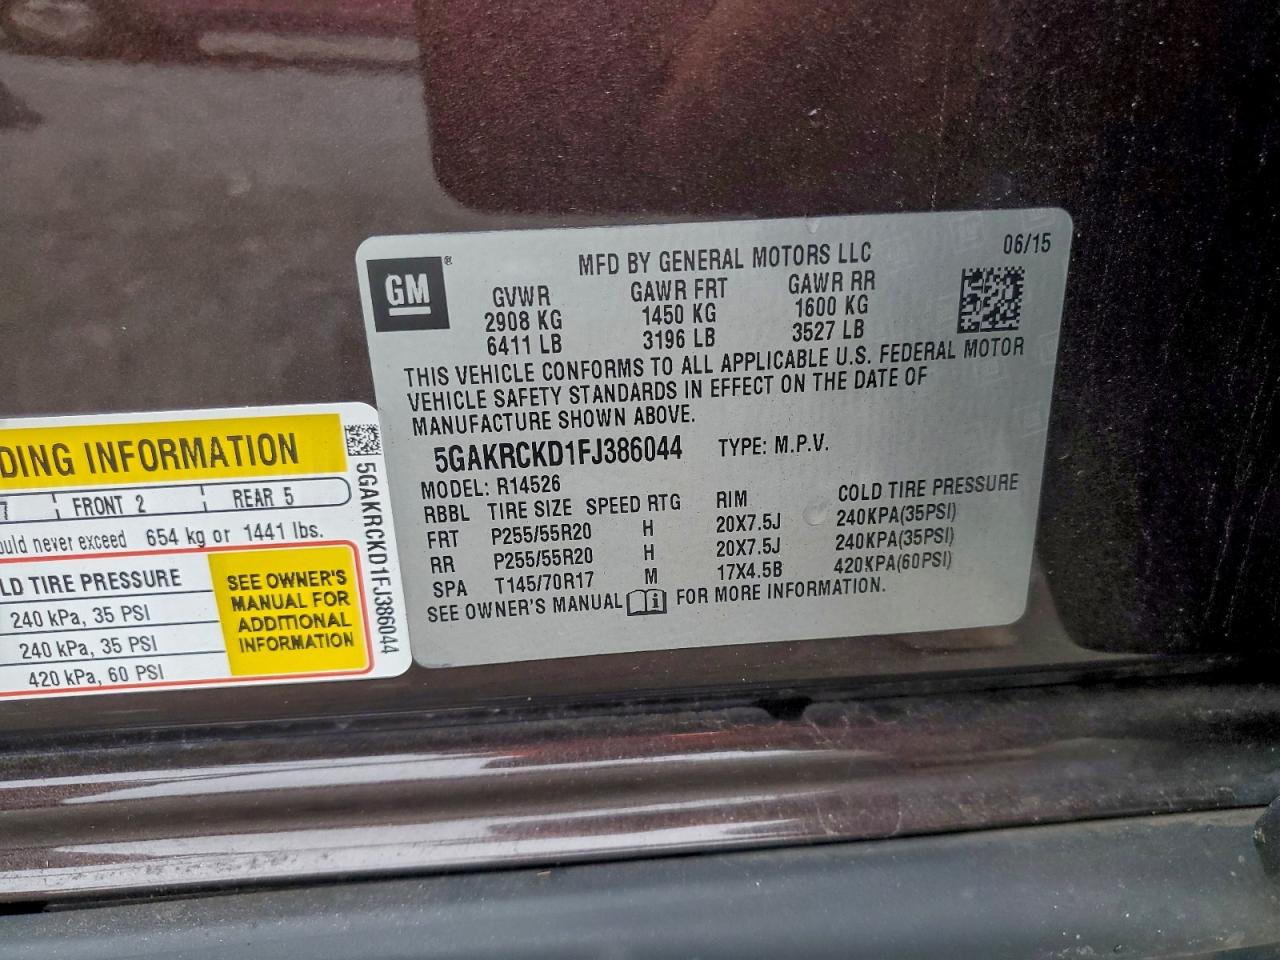 06/15
GM®
MFD BY GENERAL MOTORS LLC
GVWR GAWR FRT GAWR RR
2908 KG 1450 KG 1600 KG
6411 LB 3196 LB 3527 LB
THIS VEHICLE CONFORMS TO ALL APPLICABLE U.S. FEDERAL MOTOR
VEHICLE SAFETY STANDARDS IN EFFECT ON THE DATE OF
MANUFACTURE SHOWN ABOVE.
5GAKRCKD1FJ386044 TYPE: M.P.V.
MODEL: R14526
RBBL TIRE SIZE SPEED RTG RIM COLD TIRE PRESSURE
FRT P255/55R20 H 20X7.5J 240KPA(35PSI)
RR P255/55R20 H 20X7.5J 240KPA(35PSI)
SPA T145/70R17 M 17X4.5B 420KPA(60PSI)
SEE OWNER'S MANUAL FOR MORE INFORMATION.
DING INFORMATION
7 FRONT 2 REAR 5
ould never exceed 654 kg or 1441 lbs.
LD TIRE PRESSURE
240 kPa, 35 PSI
240 kPa, 35 PSI
420 kPa, 60 PSI
SEE OWNER'S
MANUAL FOR
ADDITIONAL
INFORMATION
5GAKRCKD1FJ386044